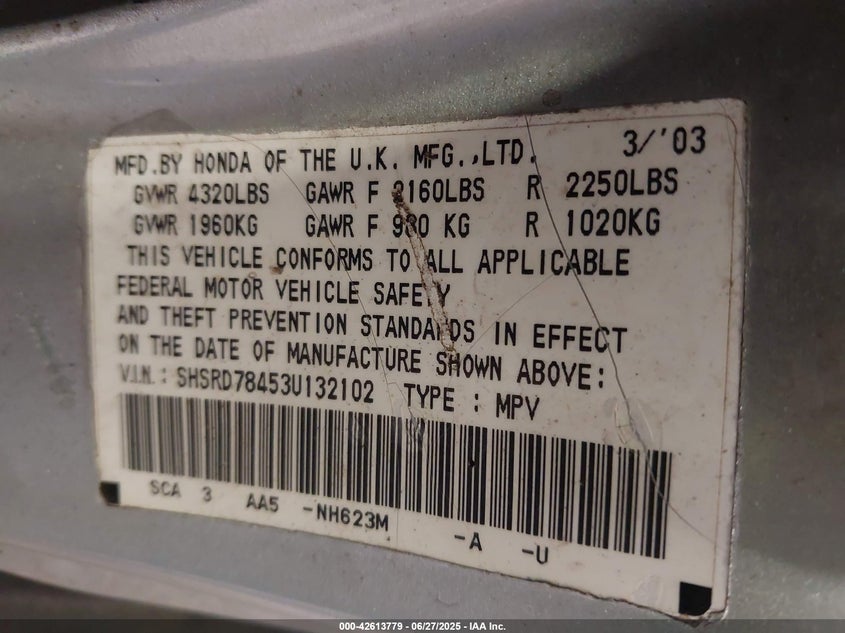 MFD.BY HONDA OF THE U.K. MFG.,LTD. 3/'03
GVWR 4320LBS GAWR F 2160LBS R 2250LBS
GVWR 1960KG GAWR F 980 KG R 1020KG
THIS VEHICLE CONFORMS TO ALL APPLICABLE
FEDERAL MOTOR VEHICLE SAFETY
AND THEFT PREVENTION STANDARDS IN EFFECT
ON THE DATE OF MANUFACTURE SHOWN ABOVE:
V.I.N.: SHSRD78453U132102 TYPE : MPV
SCA 3 AA5 -NH623M -A -U
000-42613779 | 06/27/2025 | IAA Inc.